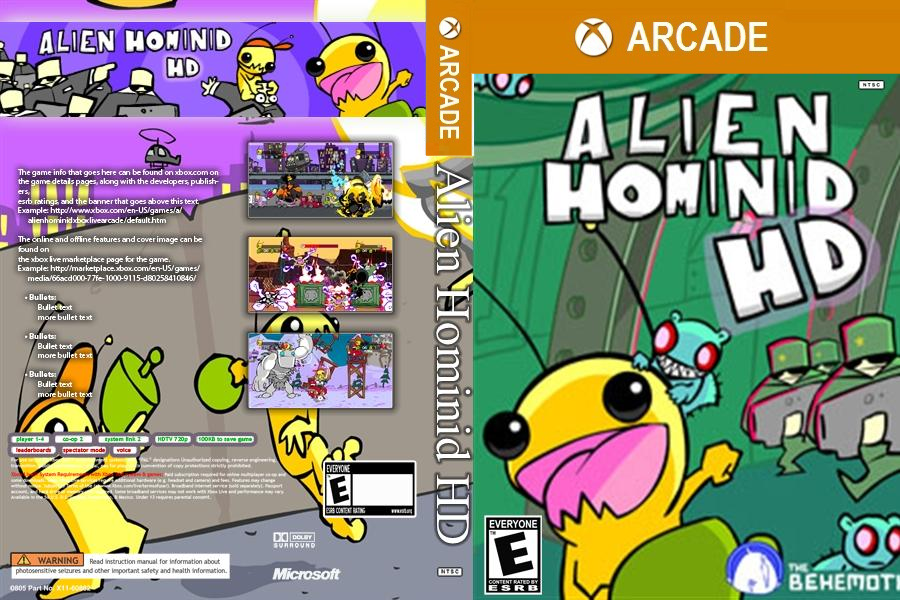 ALIEN HOMINID
HD
The game info that goes here can be found on xbox.com on
the game details pages, along with the developers, publish-
ers,
esrb ratings, and the banner that goes above this text.
Example: http://www.xbox.com/en-US/games/a/
alienhominidxboxlivearcade/default.htm
The online and offline features and cover image can be
found on
the xbox live marketplace page for the game.
Example: http://marketplace.xbox.com/en-US/games/
media/66acd000-77fe-1000-9115-d80258410846/
• Bullets:
Bullet text
more bullet text
• Bullets:
Bullet text
more bullet text
• Bullets:
Bullet text
more bullet text
player 1-4 co-op 2 system link 2 HDTV 720p 100KB to save game
leaderboards spectator mode voice
EVERYONE
E
ESRB CONTENT RATING www.esrb.org
DOLBY
SURROUND
WARNING Read instruction manual for information about
photosensitive seizures and other important safety and health information.
Microsoft
0805 Part No. X11-00882
ARCADE
Alien Hominid HD
NTSC
ARCADE
NTSC
ALIEN
HOMINID
HD
EVERYONE
E
CONTENT RATED BY
ESRB
THE
BEHEMOTH